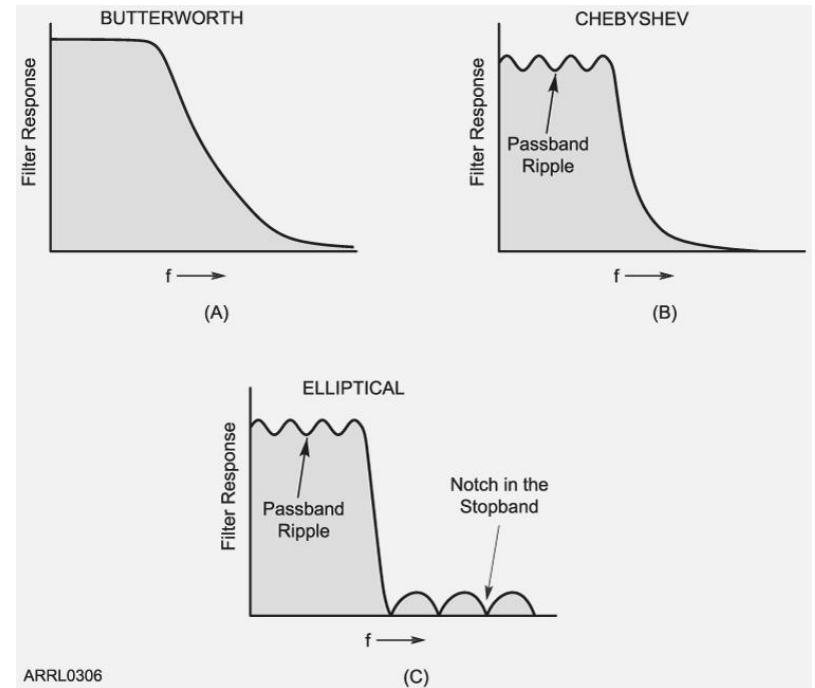 BUTTERWORTH
Filter Response
f
(A)
CHEBYSHEV
Filter Response
Passband
Ripple
f
(B)
ELLIPTICAL
Filter Response
Passband
Ripple
Notch in the
Stopband
f
(C)
ARRL0306